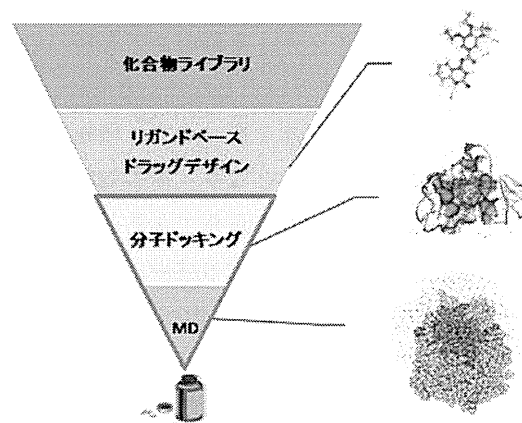 化合物ライブラリ
リガンドベース
ドラッグデザイン
分子ドッキング
MD